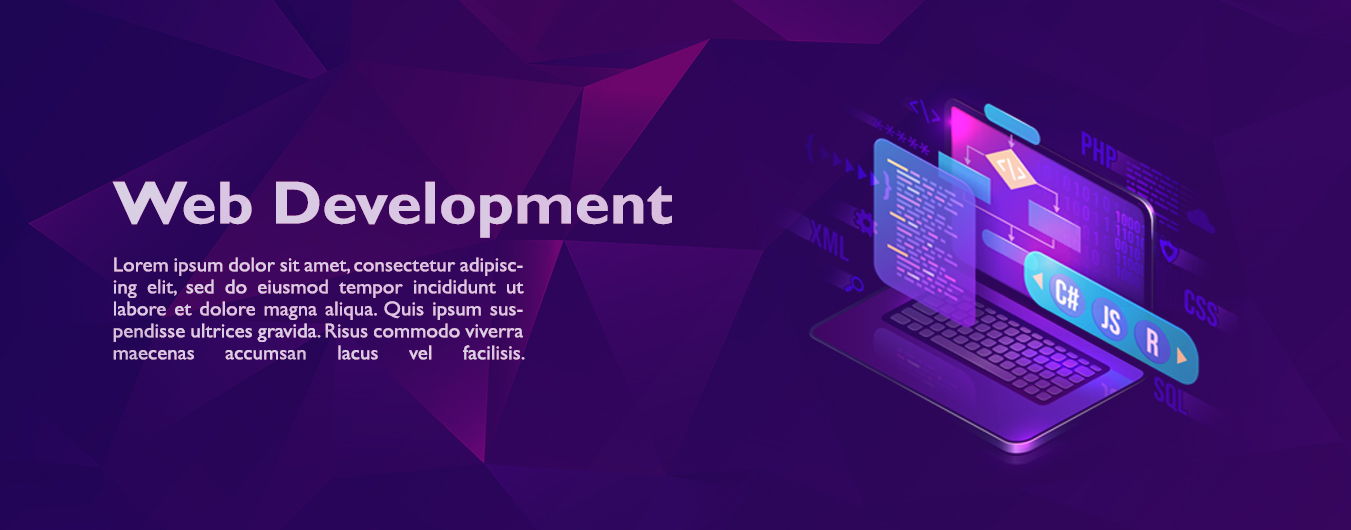 Web Development
Lorem ipsum dolor sit amet, consectetur adipisc-
ing elit, sed do eiusmod tempor incididunt ut
labore et dolore magna aliqua. Quis ipsum sus-
pendisse ultrices gravida. Risus commodo viverra
maecenas accumsan lacus vel facilisis.
</>
*****
PHP
</>
XML
C#
JS
R
CSS
SQL